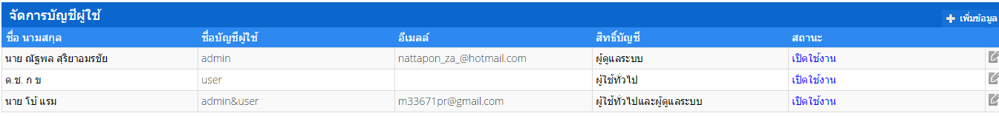 จัดการบัญชีผู้ใช้
เพิ่มข้อมูล
ชื่อ นามสกุล ชื่อบัญชีผู้ใช้ อีเมลล์ สิทธิ์บัญชี สถานะ
นาย ณัฐพล สุริยาอมรชัย admin nattapon_za_@hotmail.com ผู้ดูแลระบบ เปิดใช้งาน
ด.ช. ก ข user ผู้ใช้ทั่วไป เปิดใช้งาน
นาย โบ้ แรม admin&user m33671pr@gmail.com ผู้ใช้ทั่วไปและผู้ดูแลระบบ เปิดใช้งาน